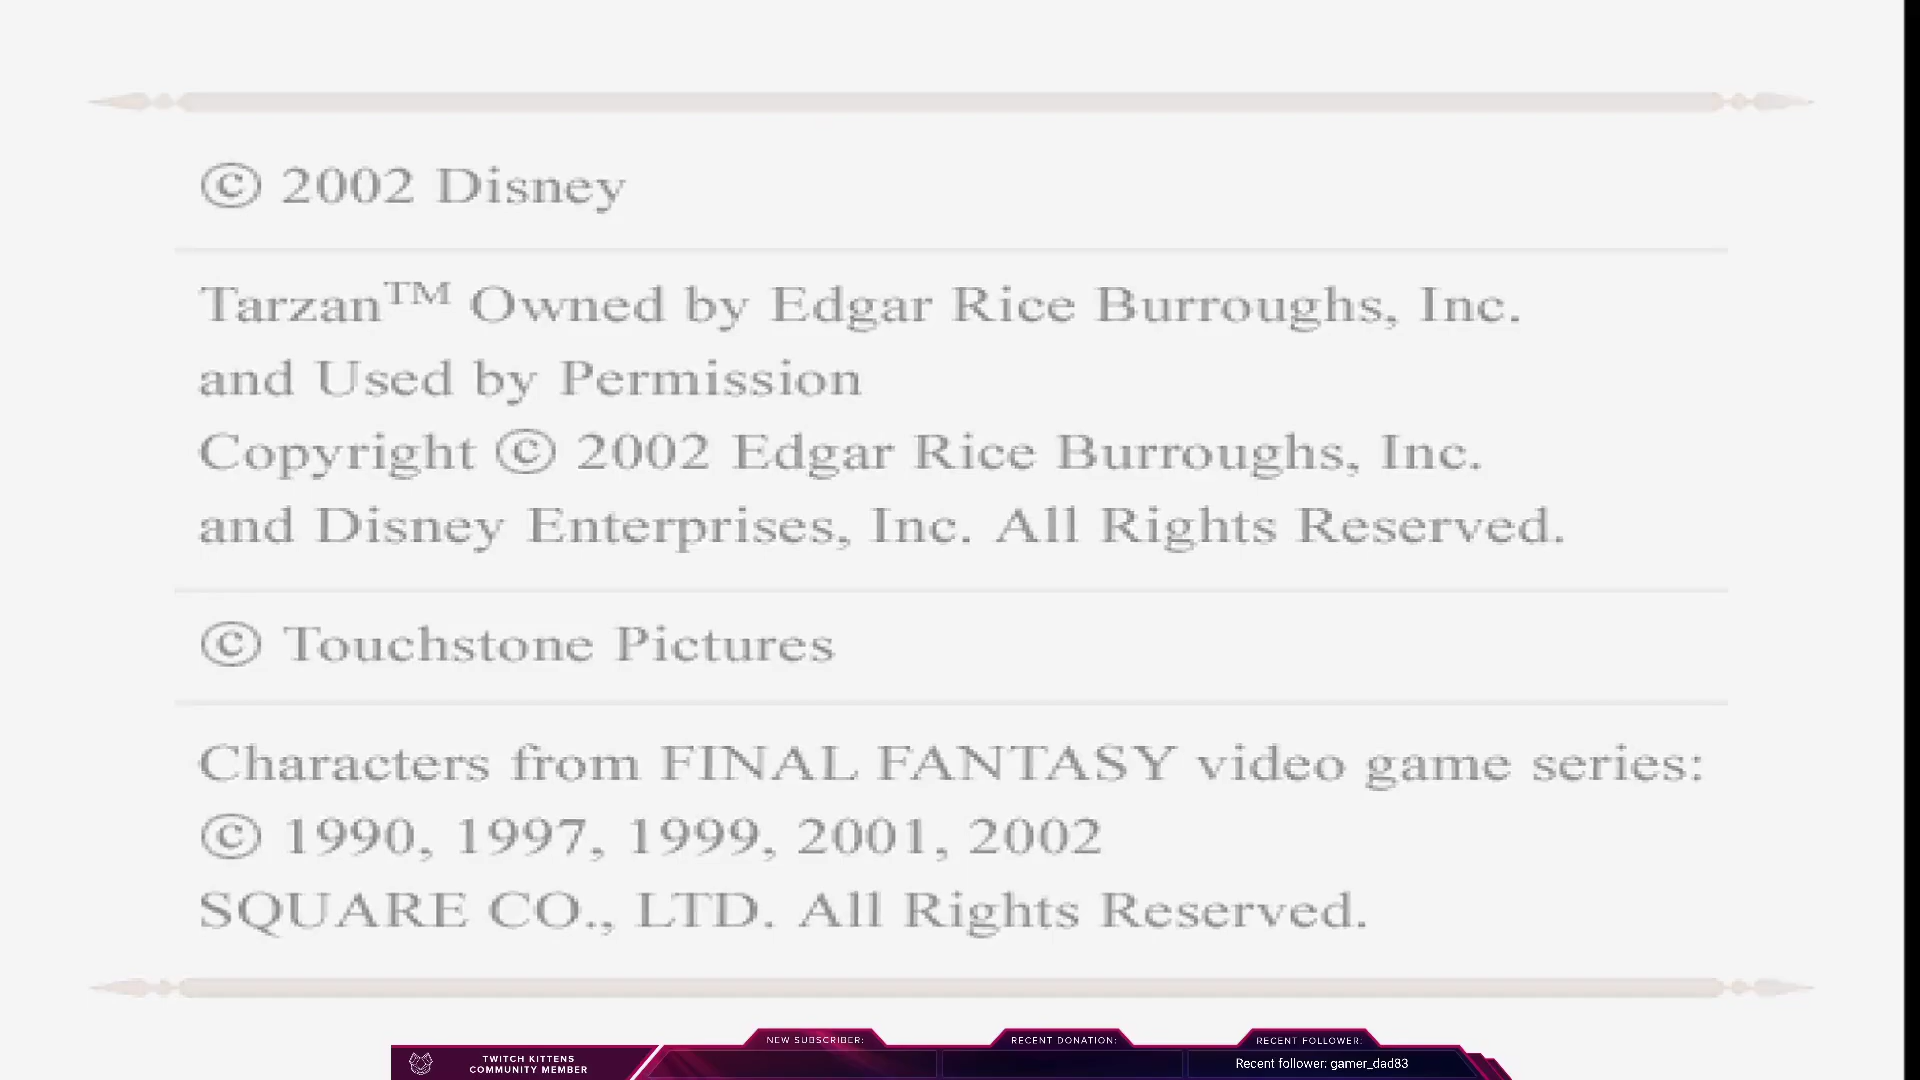 © 2002 Disney
Tarzan™ Owned by Edgar Rice Burroughs, Inc.
and Used by Permission
Copyright © 2002 Edgar Rice Burroughs, Inc.
and Disney Enterprises, Inc. All Rights Reserved.
© Touchstone Pictures
Characters from FINAL FANTASY video game series:
© 1990, 1997, 1999, 2001, 2002
SQUARE CO., LTD. All Rights Reserved.
TWITCH KITTENS
COMMUNITY MEMBER
NEW SUBSCRIBER:
RECENT DONATION:
RECENT FOLLOWER:
Recent follower: gamer_dad83